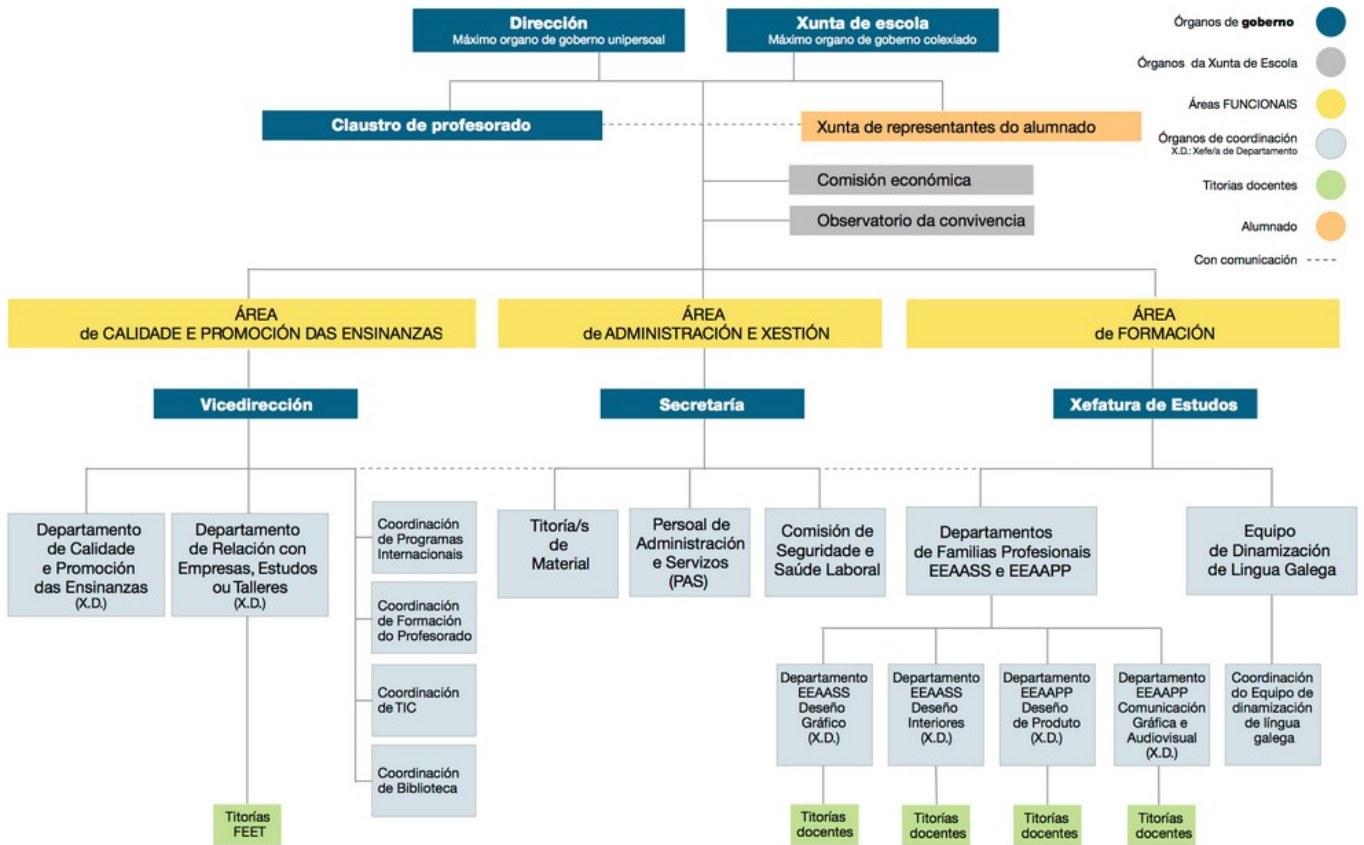 Dirección
Máximo organo de goberno unipersoal
Xunta de escola
Máximo organo de goberno colexiado
Órganos de goberno
Órganos da Xunta de Escola
Áreas FUNCIONAIS
Órganos de coordinación
X.D.: Xefe/a de Departamento
Titorias docentes
Alumnado
Con comunicación
Claustro de profesorado
Xunta de representantes do alumnado
Comisión económica
Observatorio da convivencia
ÁREA
de CALIDADE E PROMOCIÓN DAS ENSINANZAS
ÁREA
de ADMINISTRACIÓN E XESTIÓN
ÁREA
de FORMACIÓN
Vicedirección
Secretaría
Xefatura de Estudos
Departamento
de Calidade
e Promoción
das Ensinanzas
(X.D.)
Departamento
de Relación con
Empresas, Estudos
ou Talleres
(X.D.)
Coordinación
de Programas
Internacionais
Coordinación
de Formación
do Profesorado
Coordinación
de TIC
Coordinación
de Biblioteca
Titoría/s
de
Material
Persoal de
Administración
e Servizos
(PAS)
Comisión de
Seguridade e
Saúde Laboral
Departamentos
de Familias Profesionais
EEAASS e EEAAPP
Equipo
de Dinamización
de Lingua Galega
Departamento
EEAASS
Deseño
Gráfico
(X.D.)
Departamento
EEAASS
Deseño
Interiores
(X.D.)
Departamento
EEAAPP
Deseño
de Produto
(X.D.)
Departamento
EEAAPP
Comunicación
Gráfica e
Audiovisual
(X.D.)
Coordinación
do Equipo de
dinamización
de língua
galega
Titorías
FEET
Titorías
docentes
Titorías
docentes
Titorías
docentes
Titorías
docentes